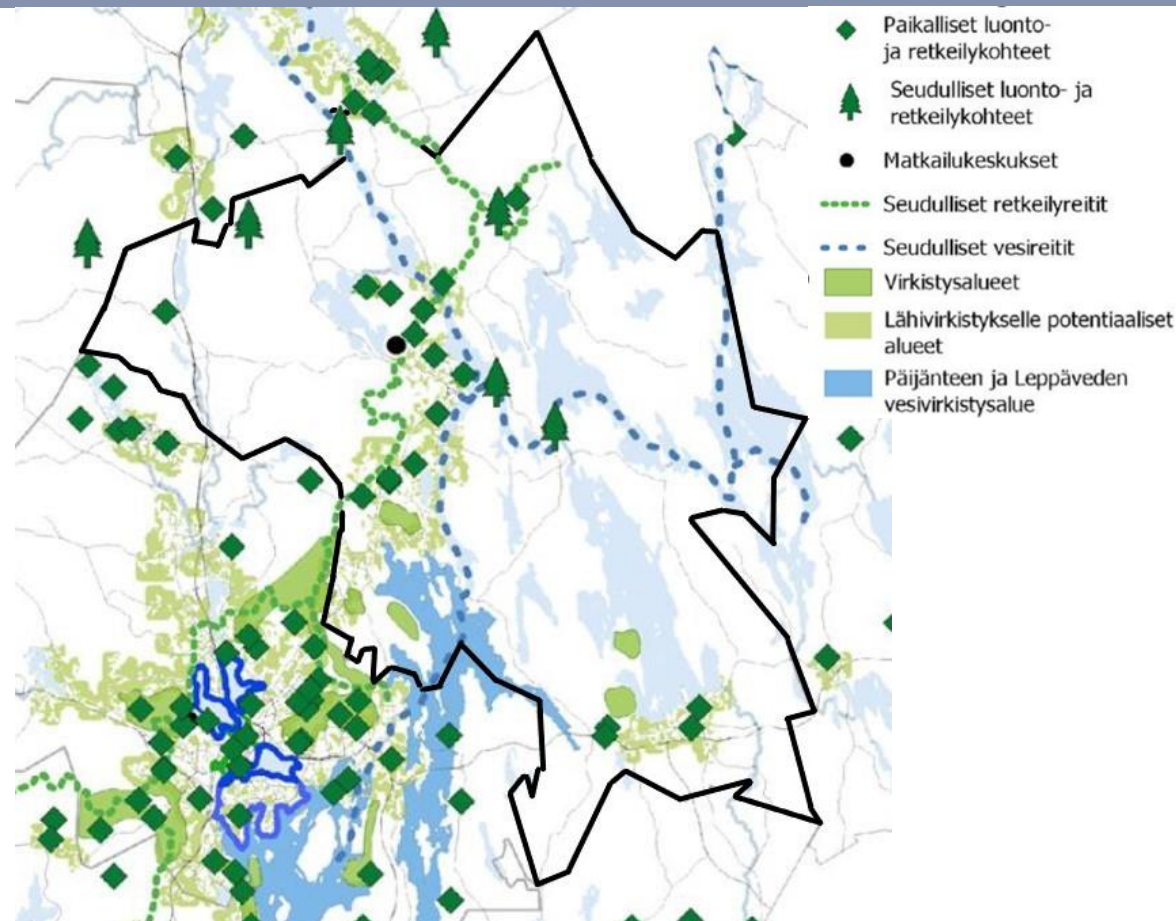 Paikalliset luonto-
ja retkeilykohteet
Seudulliset luonto- ja
retkeilykohteet
Matkailukeskukset
Seudulliset retkeilyreitit
Seudulliset vesireitit
Virkistysalueet
Lähivirkistykselle potentiaaliset
alueet
Päijänteen ja Leppäveden
vesivirkistysalue